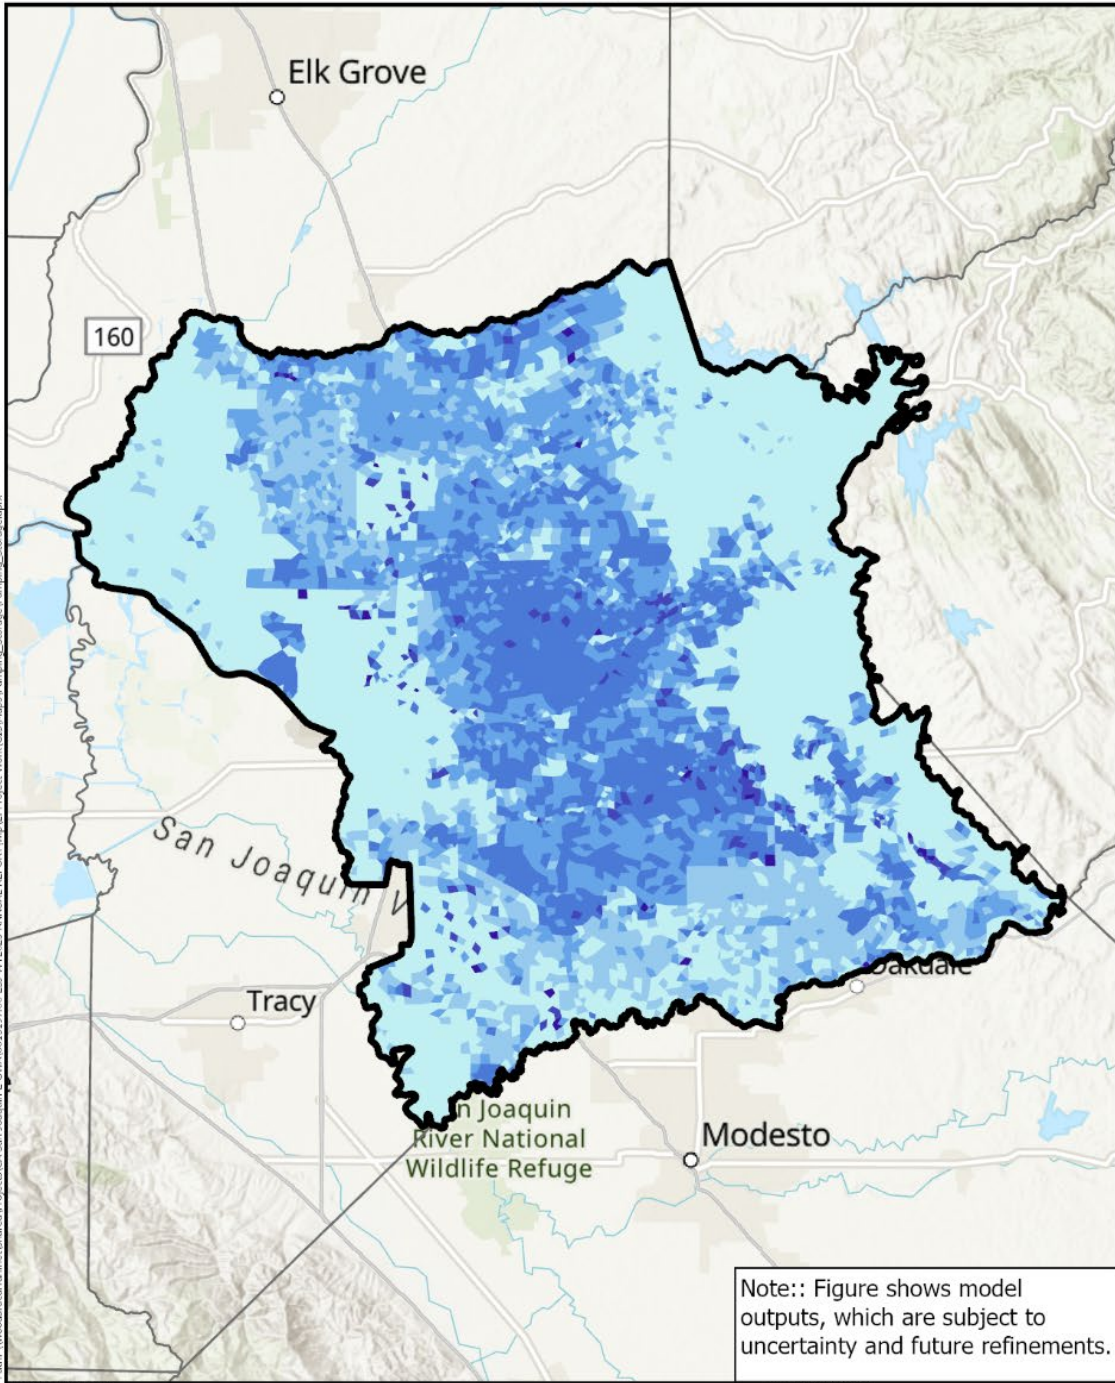 Elk Grove
160
San Joaquin V
Oakdale
Tracy
n Joaquin
River National
Wildlife Refuge
Modesto
Note:: Figure shows model
outputs, which are subject to
uncertainty and future refinements.